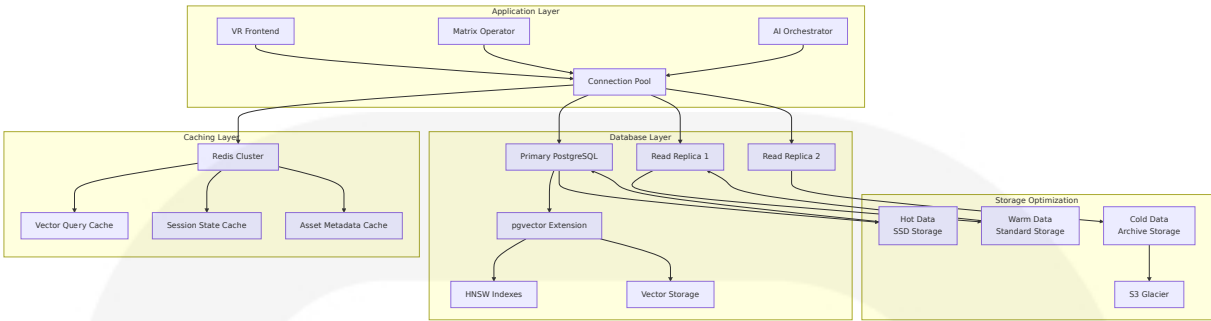 Application Layer
VR Frontend
Matrix Operator
AI Orchestrator
Connection Pool
Caching Layer
Redis Cluster
Vector Query Cache
Session State Cache
Asset Metadata Cache
Database Layer
Primary PostgreSQL
Read Replica 1
Read Replica 2
pgvector Extension
HNSW Indexes
Vector Storage
Storage Optimization
Hot Data
SSD Storage
Warm Data
Standard Storage
Cold Data
Archive Storage
S3 Glacier